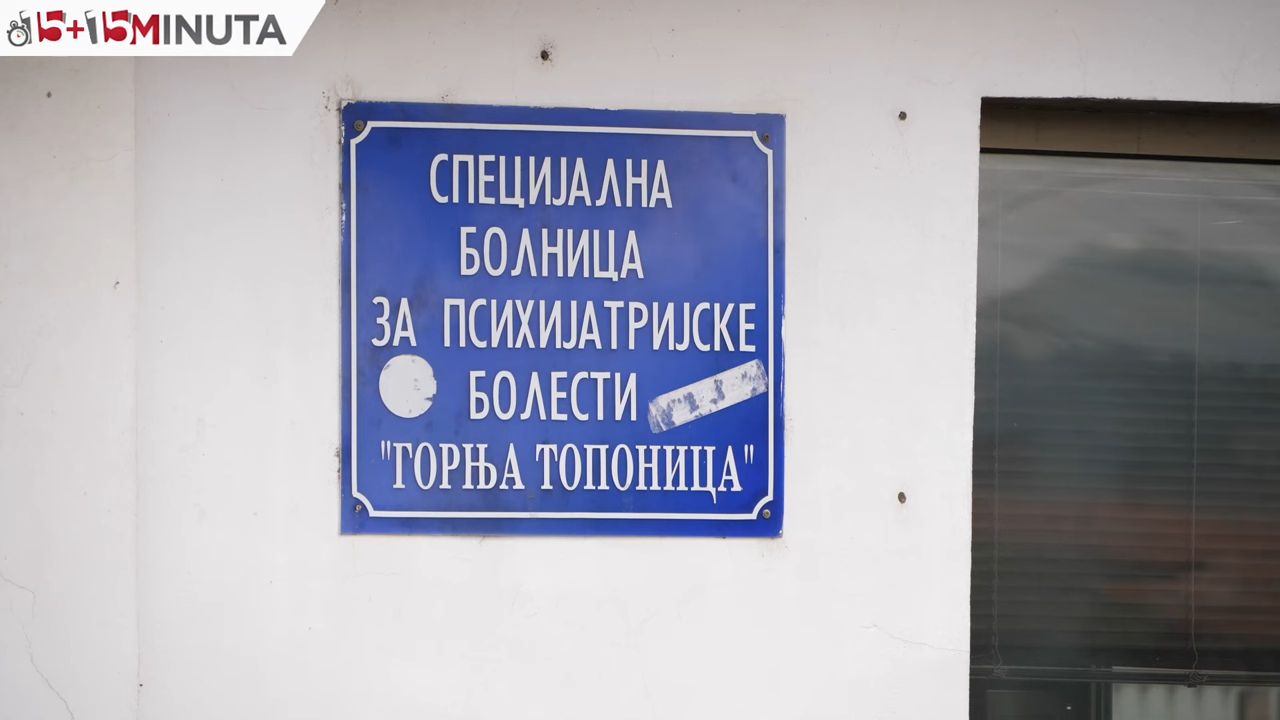 15+15MINUTA
СПЕЦИЈАЛНА
БОЛНИЦА
ЗА ПСИХИЈАТРИЈСКЕ
БОЛЕСТИ
"ГОРЊА ТОПОНИЦА"